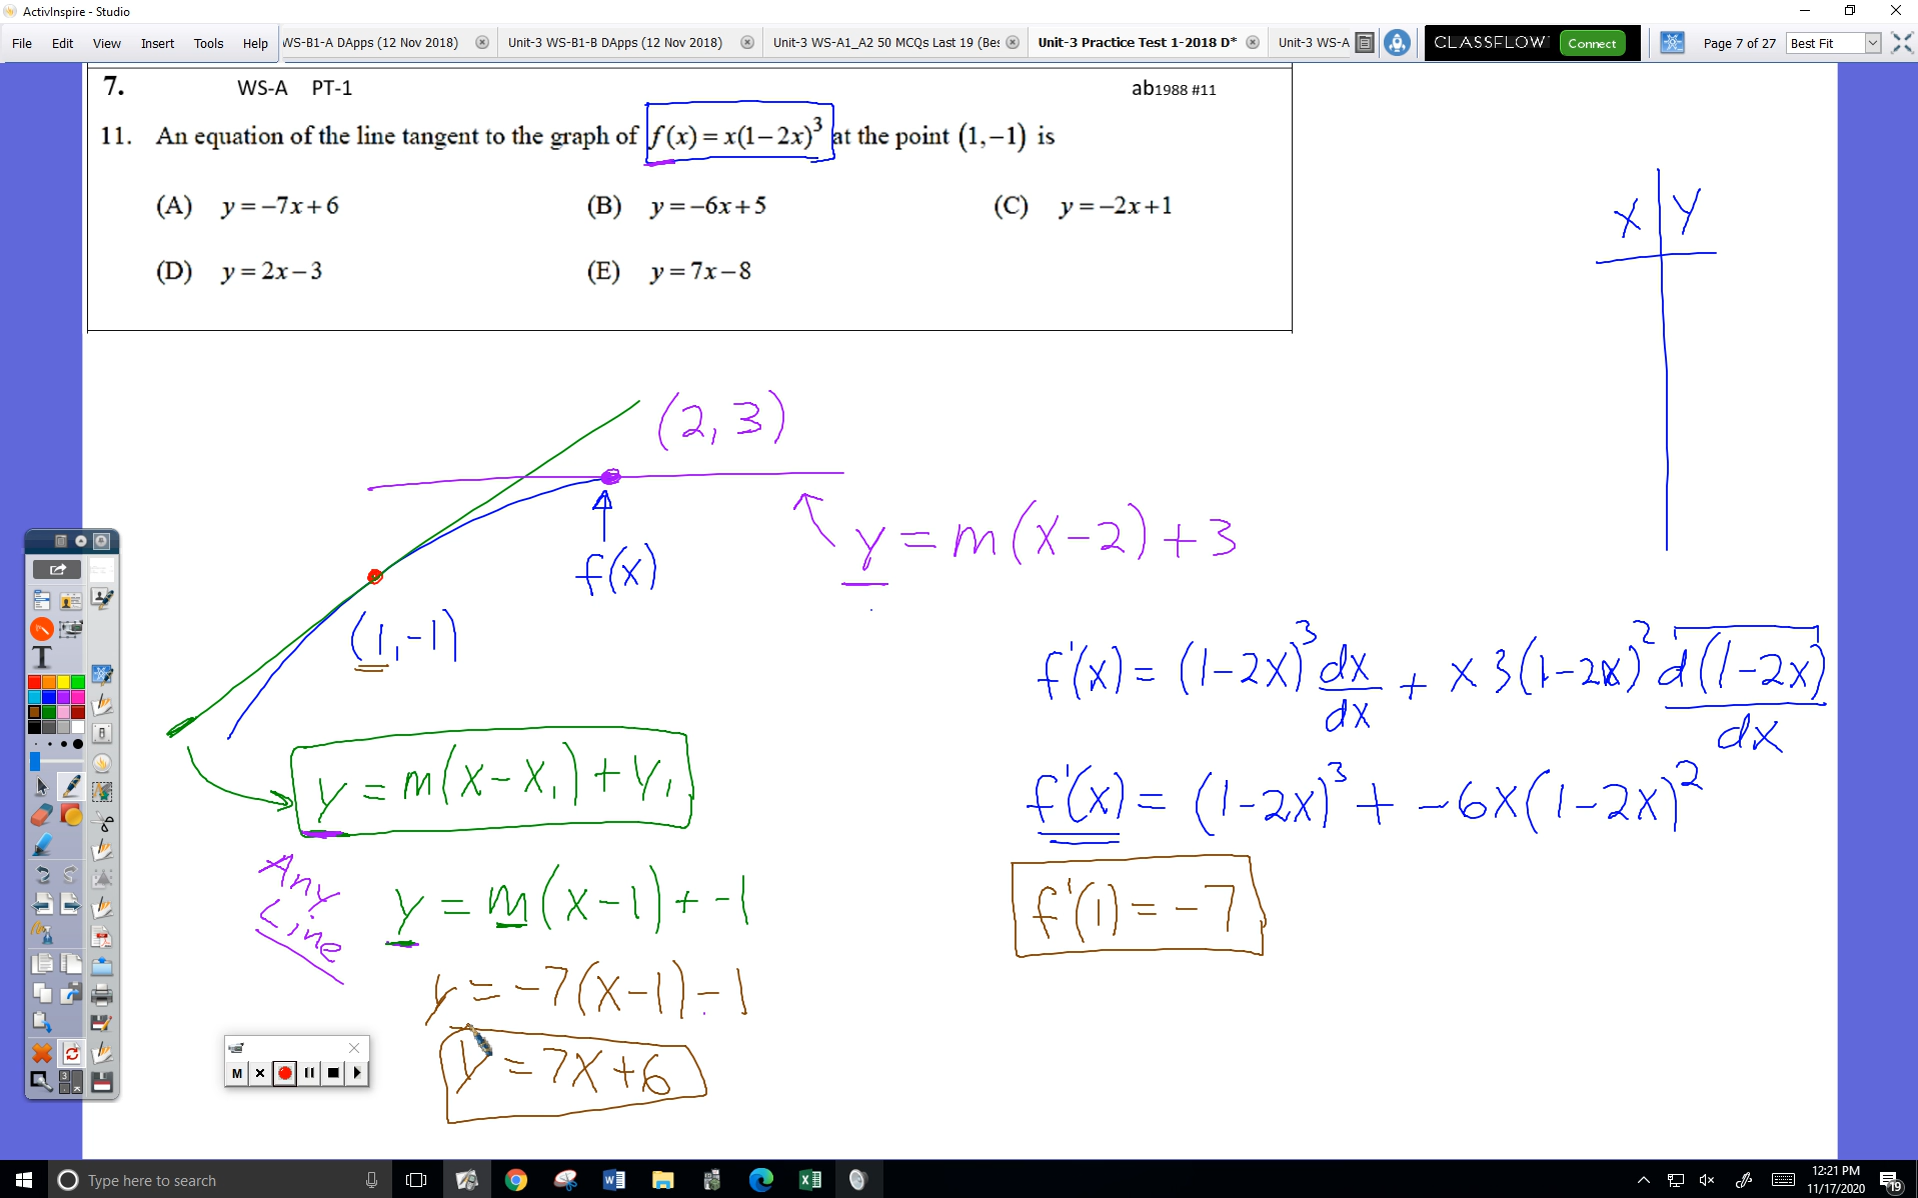 ActivInspire - Studio
File Edit View Insert Tools Help WS-B1-A DApps (12 Nov 2018) Unit-3 WS-B1-B DApps (12 Nov 2018) Unit-3 WS-A1_A2 50 MCQs Last 19 (Bes Unit-3 Practice Test 1-2018 D* Unit-3 WS-A CLASSFLOW Connect Page 7 of 27 Best Fit
7. WS-A PT-1 ab1988 #11
11. An equation of the line tangent to the graph of f(x) = x(1−2x)³ at the point (1,−1) is
(A) y = −7x + 6 (B) y = −6x + 5 (C) y = −2x + 1
(D) y = 2x − 3 (E) y = 7x − 8
X Y
(2, 3)
y = m(x−2)+3
f(x)
(1,-1)
f'(x) = (1−2x)³ dx/dx + x 3(1−2x)² d(1−2x)/dx
y = m(x−x₁)+y₁
f'(x) = (1−2x)³ + −6x(1−2x)²
Any
Line
y = m(x−1)+ −1
f'(1) = −7
y = −7(x−1)−1
y = 7x+6
M
T
3
Type here to search
12:21 PM
11/17/2020
19